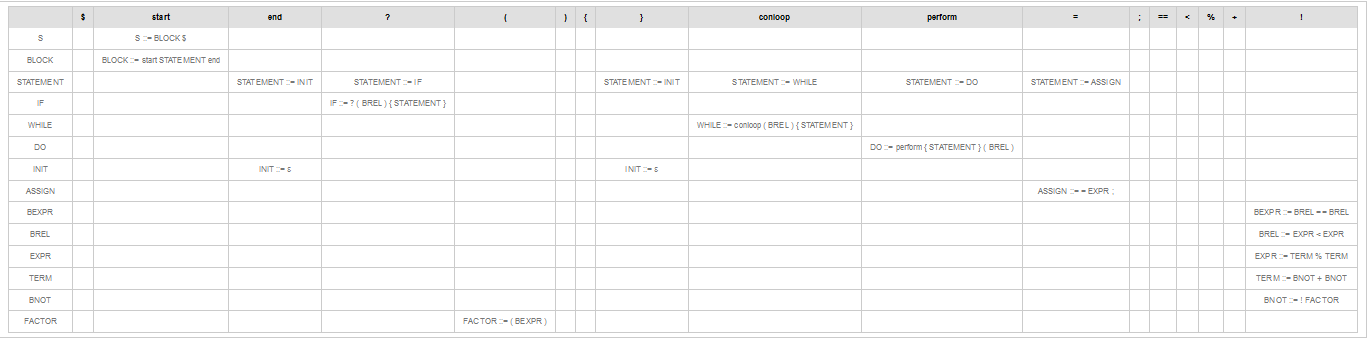 $ start end ? ( ) { } conloop perform = ; == < % + !
S S ::= BLOCK $
BLOCK BLOCK ::= start STATEMENT end
STATEMENT STATEMENT ::= INIT STATEMENT ::= IF STATEMENT ::= INIT STATEMENT ::= WHILE STATEMENT ::= DO STATEMENT ::= ASSIGN
IF IF ::= ? ( BREL ) { STATEMENT }
WHILE WHILE ::= conloop ( BREL ) { STATEMENT }
DO DO ::= perform { STATEMENT } ( BREL )
INIT INIT ::= ε INIT ::= ε
ASSIGN ASSIGN ::= = EXPR ;
BEXPR BEXPR ::= BREL == BREL
BREL BREL ::= EXPR < EXPR
EXPR EXPR ::= TERM % TERM
TERM TERM ::= BNOT + BNOT
BNOT BNOT ::= ! FACTOR
FACTOR FACTOR ::= ( BEXPR )